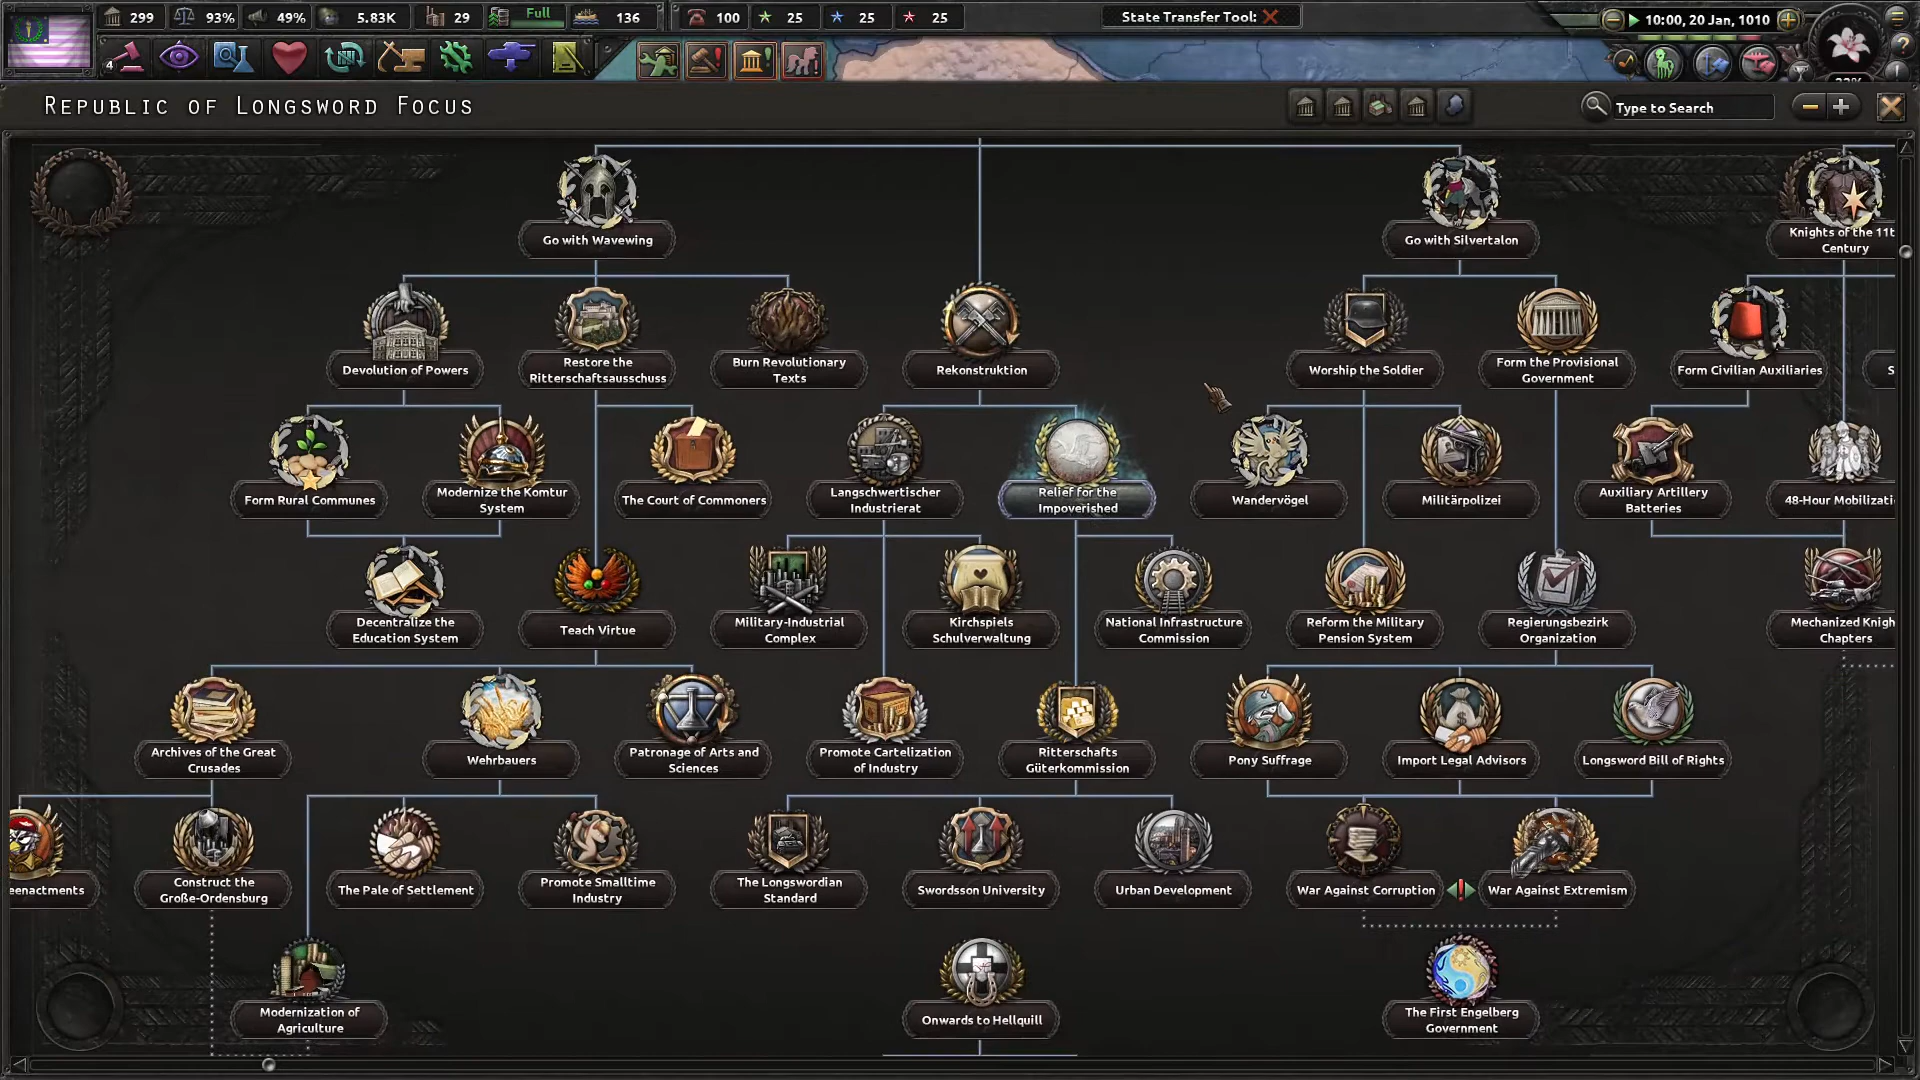 299
93%
49%
5.83K
29
Full
136
100
25
25
25
State Transfer Tool:
10:00, 20 Jan, 1010
4
Republic of Longsword Focus
Type to Search
Go with Wavewing
Go with Silvertalon
Knights of the 11t
Century
Devolution of Powers
Restore the
Ritterschaftsausschuss
Burn Revolutionary
Texts
Rekonstruktion
Worship the Soldier
Form the Provisional
Government
Form Civilian Auxiliaries
S
Form Rural Communes
Modernize the Komtur
System
The Court of Commoners
Langschwertischer
Industrierat
Relief for the
Impoverished
Wandervögel
Militärpolizei
Auxiliary Artillery
Batteries
48-Hour Mobilizati
Decentralize the
Education System
Teach Virtue
Military-Industrial
Complex
Kirchspiels
Schulverwaltung
National Infrastructure
Commission
Reform the Military
Pension System
Regierungsbezirk
Organization
Mechanized Knigh
Chapters
Archives of the Great
Crusades
Wehrbauers
Patronage of Arts and
Sciences
Promote Cartelization
of Industry
Ritterschafts
Güterkommission
Pony Suffrage
Import Legal Advisors
Longsword Bill of Rights
eenactments
Construct the
Große-Ordensburg
The Pale of Settlement
Promote Smalltime
Industry
The Longswordian
Standard
Swordsson University
Urban Development
War Against Corruption
War Against Extremism
Modernization of
Agriculture
Onwards to Hellquill
The First Engelberg
Government